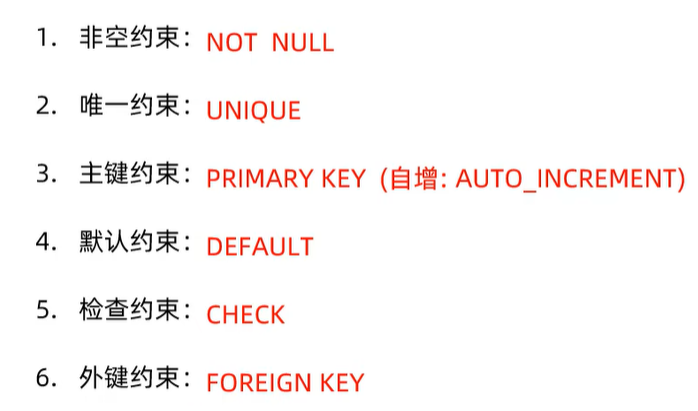 1. 非空约束：NOT NULL
2. 唯一约束：UNIQUE
3. 主键约束：PRIMARY KEY (自增: AUTO_INCREMENT)
4. 默认约束：DEFAULT
5. 检查约束：CHECK
6. 外键约束：FOREIGN KEY